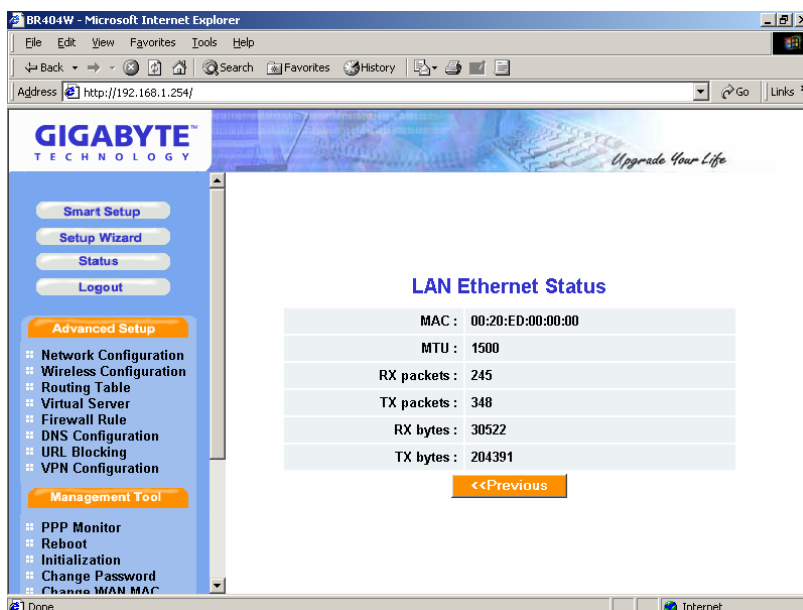 BR404W - Microsoft Internet Explorer
File Edit View Favorites Tools Help
Back Search Favorites History
Address http://192.168.1.254/ Go Links
GIGABYTE™
TECHNOLOGY
Upgrade Your Life
Smart Setup
Setup Wizard
Status
Logout
Advanced Setup
Network Configuration
Wireless Configuration
Routing Table
Virtual Server
Firewall Rule
DNS Configuration
URL Blocking
VPN Configuration
Management Tool
PPP Monitor
Reboot
Initialization
Change Password
Change WAN MAC
LAN Ethernet Status
MAC : 00:20:ED:00:00:00
MTU : 1500
RX packets : 245
TX packets : 348
RX bytes : 30522
TX bytes : 204391
<<Previous
Done Internet